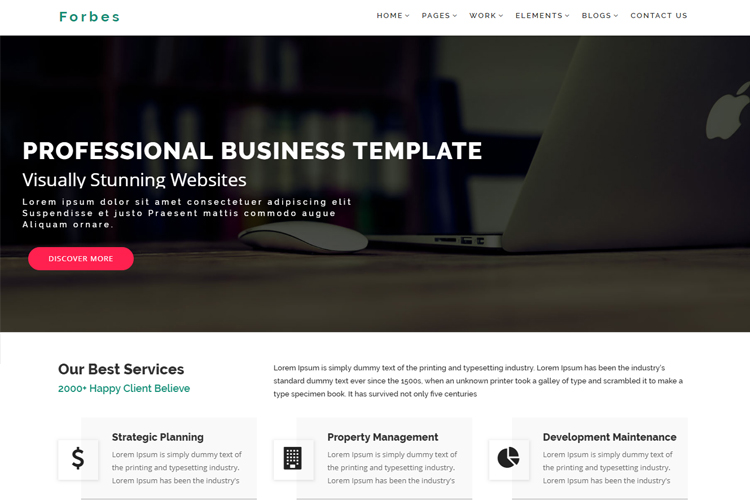 Forbes
HOME PAGES WORK ELEMENTS BLOGS CONTACT US
PROFESSIONAL BUSINESS TEMPLATE
Visually Stunning Websites
Lorem ipsum dolor sit amet consectetuer adipiscing elit
Suspendisse et justo Praesent mattis commodo augue
Aliquam ornare.
DISCOVER MORE
Our Best Services
2000+ Happy Client Believe
Lorem Ipsum is simply dummy text of the printing and typesetting industry. Lorem Ipsum has been the industry's
standard dummy text ever since the 1500s, when an unknown printer took a galley of type and scrambled it to make a
type specimen book. It has survived not only five centuries
Strategic Planning
Lorem Ipsum is simply dummy text of
the printing and typesetting industry.
Lorem Ipsum has been the industry's
Property Management
Lorem Ipsum is simply dummy text of
the printing and typesetting industry.
Lorem Ipsum has been the industry's
Development Maintenance
Lorem Ipsum is simply dummy text of
the printing and typesetting industry.
Lorem Ipsum has been the industry's